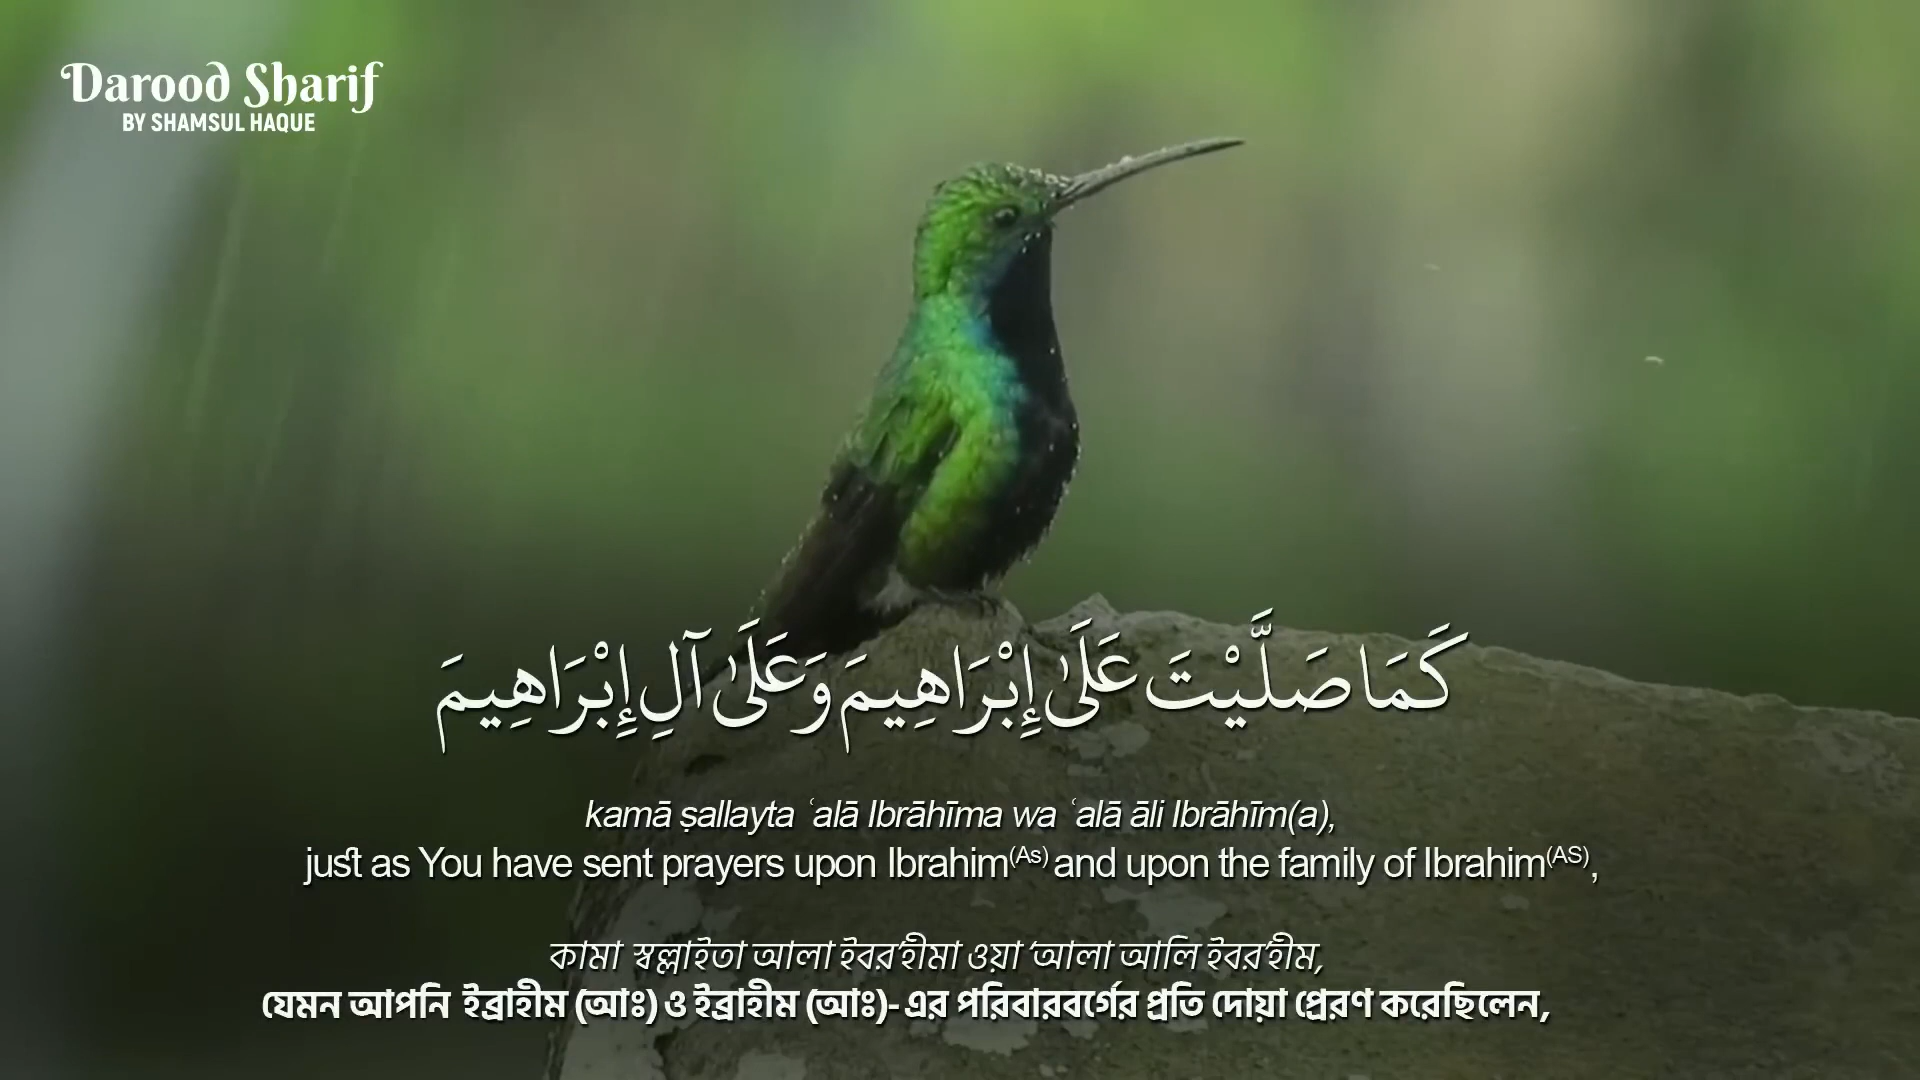 Darood Sharif
BY SHAMSUL HAQUE
كَمَا صَلَّيْتَ عَلَىٰ إِبْرَاهِيمَ وَعَلَىٰ آلِ إِبْرَاهِيمَ
kamā ṣallayta ʿalā Ibrāhīma wa ʿalā āli Ibrāhīm(a),
just as You have sent prayers upon Ibrahim(As) and upon the family of Ibrahim(AS),
কামা স্বল্লাইতা আলা ইবর'হীমা ওয়া 'আলা আলি ইবর'হীম,
যেমন আপনি ইব্রাহীম (আঃ) ও ইব্রাহীম (আঃ)- এর পরিবারবর্গের প্রতি দোয়া প্রেরণ করেছিলেন,